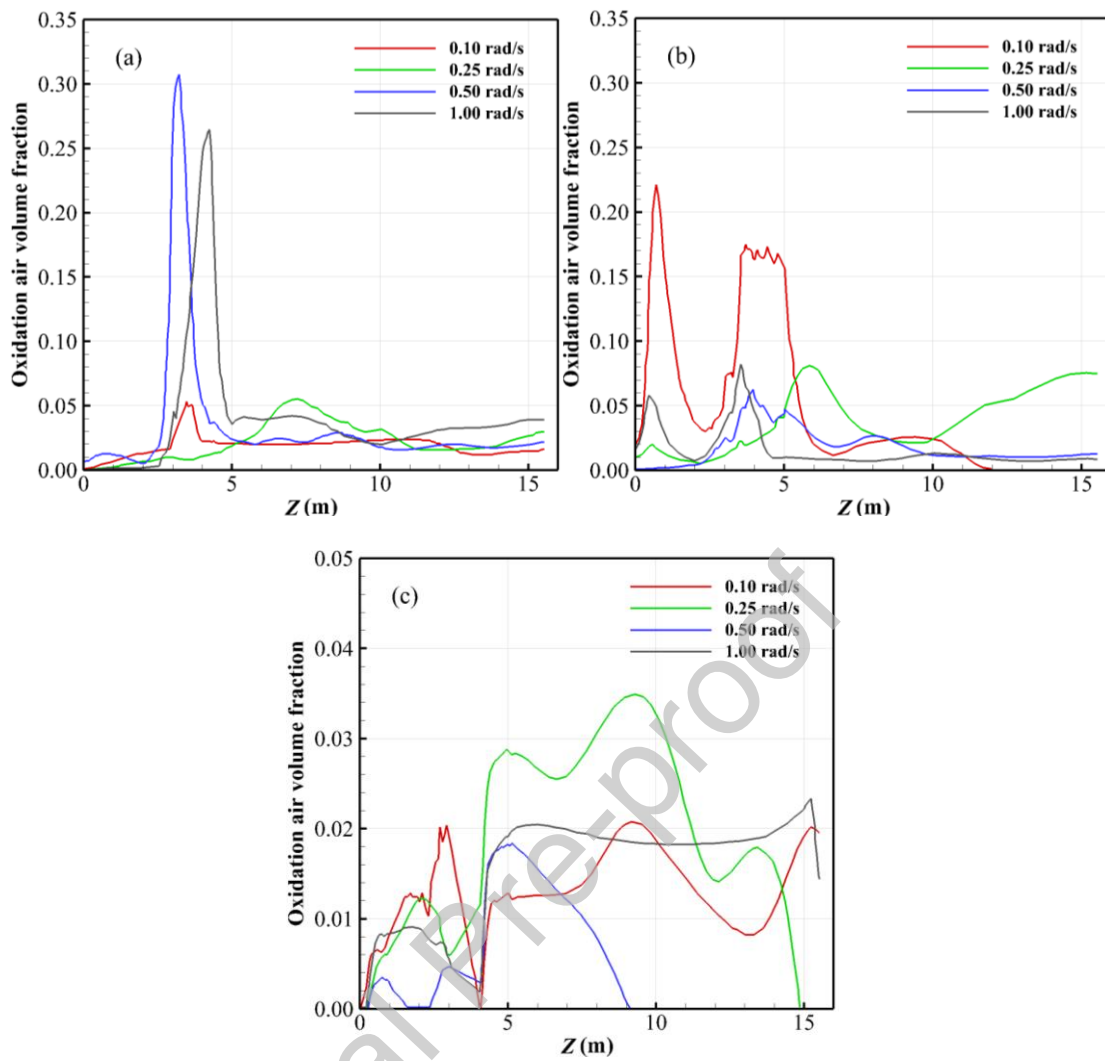 (a)
0.35
0.30
0.25
0.20
0.15
0.10
0.05
0.00
Oxidation air volume fraction
0.10 rad/s
0.25 rad/s
0.50 rad/s
1.00 rad/s
0 5 10 15
Z (m)
(b)
0.35
0.30
0.25
0.20
0.15
0.10
0.05
0.00
Oxidation air volume fraction
0.10 rad/s
0.25 rad/s
0.50 rad/s
1.00 rad/s
0 5 10 15
Z (m)
(c)
0.05
0.04
0.03
0.02
0.01
0.00
Oxidation air volume fraction
0.10 rad/s
0.25 rad/s
0.50 rad/s
1.00 rad/s
0 5 10 15
Z (m)
al Pre-proof